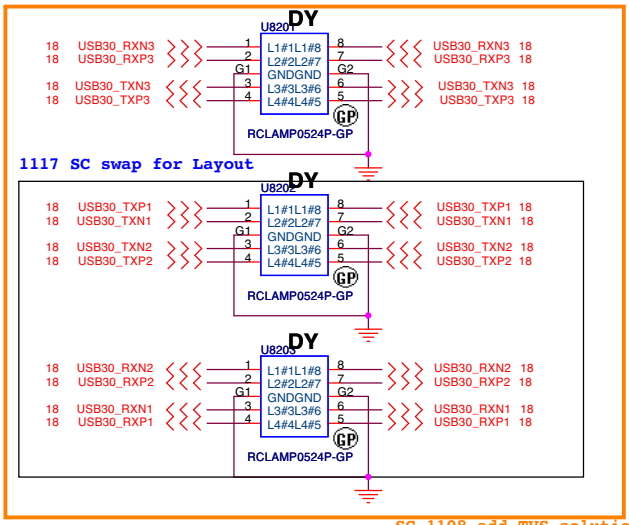 DY
U8201
18 USB30_RXN3 1 L1#1L1#8 8 USB30_RXN3 18
18 USB30_RXP3 2 L2#2L2#7 7 USB30_RXP3 18
G1 GNDGND G2
18 USB30_TXN3 3 L3#3L3#6 6 USB30_TXN3 18
18 USB30_TXP3 4 L4#4L4#5 5 USB30_TXP3 18
GP
RCLAMP0524P-GP
1117 SC swap for Layout
DY
U8202
18 USB30_TXP1 1 L1#1L1#8 8 USB30_TXP1 18
18 USB30_TXN1 2 L2#2L2#7 7 USB30_TXN1 18
G1 GNDGND G2
18 USB30_TXN2 3 L3#3L3#6 6 USB30_TXN2 18
18 USB30_TXP2 4 L4#4L4#5 5 USB30_TXP2 18
GP
RCLAMP0524P-GP
DY
U8203
18 USB30_RXN2 1 L1#1L1#8 8 USB30_RXN2 18
18 USB30_RXP2 2 L2#2L2#7 7 USB30_RXP2 18
G1 GNDGND G2
18 USB30_RXN1 3 L3#3L3#6 6 USB30_RXN1 18
18 USB30_RXP1 4 L4#4L4#5 5 USB30_RXP1 18
GP
RCLAMP0524P-GP
SC 1108 add TVS